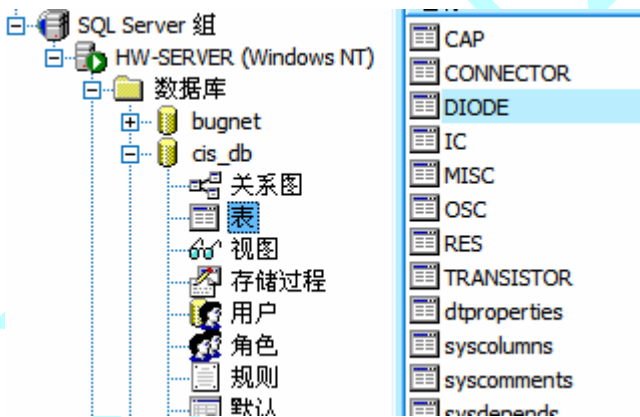 SQL Server 组
HW-SERVER (Windows NT)
数据库
bugnet
cis_db
关系图
表
视图
存储过程
用户
角色
规则
默认
CAP
CONNECTOR
DIODE
IC
MISC
OSC
RES
TRANSISTOR
dtproperties
syscolumns
syscomments
sysdepends